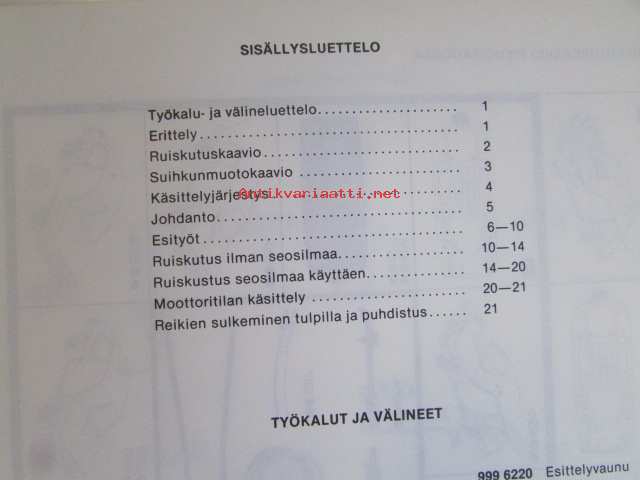 SISÄLLYSLUETTELO
Työkalu- ja välineluettelo..................... 1
Erittely....................................... 1
Ruiskutuskaavio.............................. 2
Suihkunmuotokaavio ........................ 3
Käsittelyjärjestys............................ 4
Antikvariaatti.net
Johdanto..................................... 5
Esityöt ....................................... 6—10
Ruiskutus ilman seosilmaa................... 10—14
Ruiskustus seosilmaa käyttäen............... 14—20
Moottoritilan käsittely ....................... 20—21
Reikien sulkeminen tulpilla ja puhdistus...... 21
TYÖKALUT JA VÄLINEET
999 6220 Esittelyvaunu